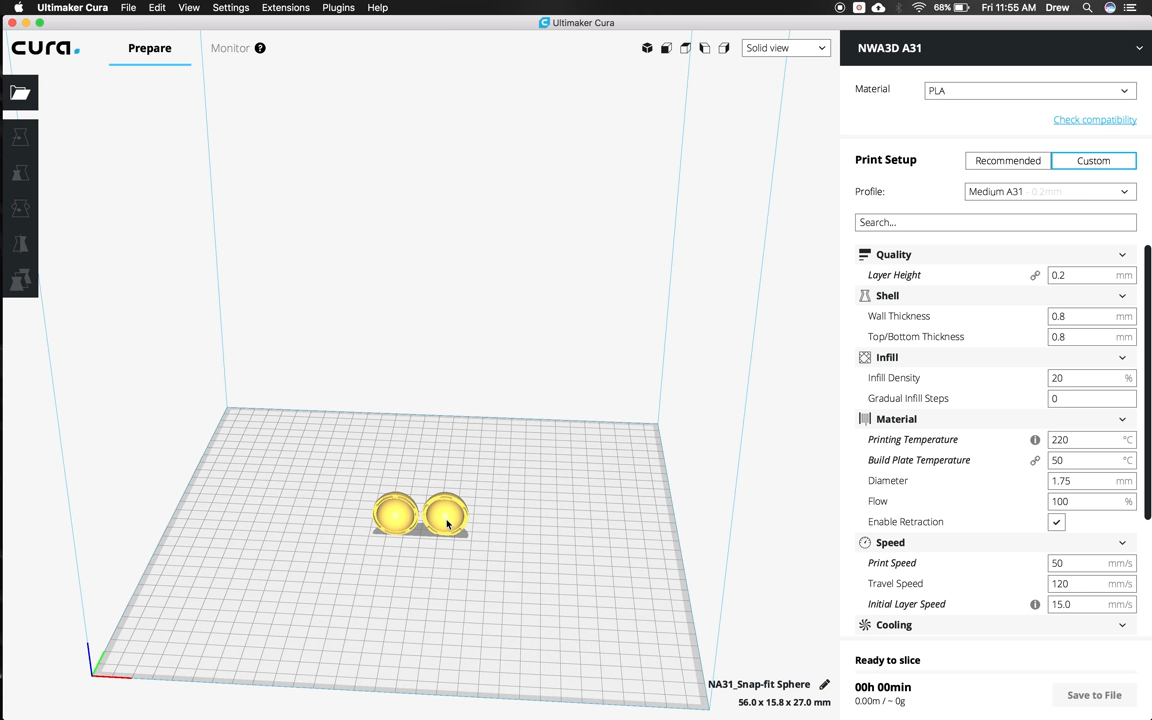 Ultimaker Cura File Edit View Settings Extensions Plugins Help 68% Fri 11:55 AM Drew
Ultimaker Cura
cura. Prepare Monitor ? Solid view
NWA3D A31
Material PLA
Check compatibility
Print Setup Recommended Custom
Profile: Medium A31 - 0.2mm
Search...
Quality
Layer Height 0.2 mm
Shell
Wall Thickness 0.8 mm
Top/Bottom Thickness 0.8 mm
Infill
Infill Density 20 %
Gradual Infill Steps 0
Material
Printing Temperature 220 °C
Build Plate Temperature 50 °C
Diameter 1.75 mm
Flow 100 %
Enable Retraction
Speed
Print Speed 50 mm/s
Travel Speed 120 mm/s
Initial Layer Speed 15.0 mm/s
Cooling
NA31_Snap-fit Sphere
56.0 x 15.8 x 27.0 mm
Ready to slice
00h 00min
0.00m / ~ 0g
Save to File